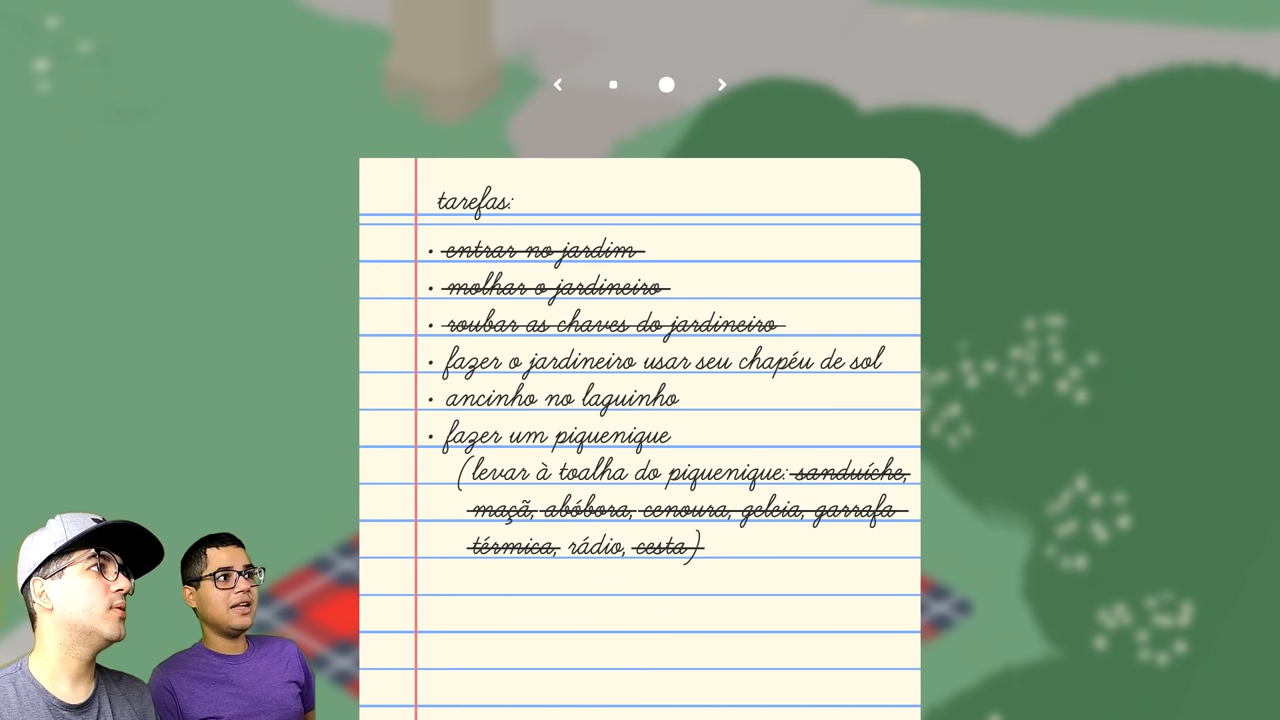 tarefas:
• entrar no jardim
• molhar o jardineiro
• roubar as chaves do jardineiro
• fazer o jardineiro usar seu chapéu de sol
• ancinho no laguinho
• fazer um piquenique
(levar à toalha do piquenique: sanduíche,
maçã, abóbora, cenoura, geleia, garrafa
térmica, rádio, cesta)